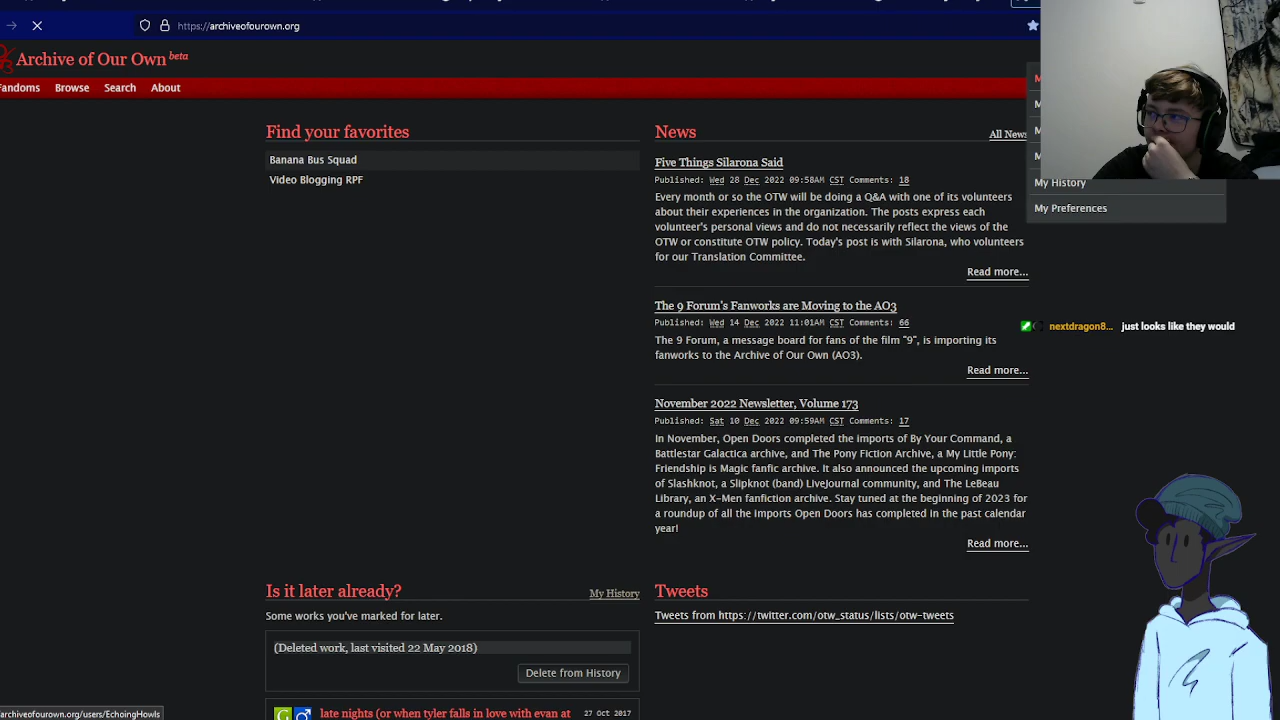 https://archiveofourown.org
Archive of Our Own beta
Fandoms Browse Search About
Find your favorites
Banana Bus Squad
Video Blogging RPF
News
All News
Five Things Silarona Said
Published: Wed 28 Dec 2022 09:58AM CST Comments: 18
Every month or so the OTW will be doing a Q&A with one of its volunteers
about their experiences in the organization. The posts express each
volunteer's personal views and do not necessarily reflect the views of the
OTW or constitute OTW policy. Today's post is with Silarona, who volunteers
for our Translation Committee.
Read more...
The 9 Forum's Fanworks are Moving to the AO3
Published: Wed 14 Dec 2022 11:01AM CST Comments: 66
The 9 Forum, a message board for fans of the film "9", is importing its
fanworks to the Archive of Our Own (AO3).
Read more...
November 2022 Newsletter, Volume 173
Published: Sat 10 Dec 2022 09:59AM CST Comments: 17
In November, Open Doors completed the imports of By Your Command, a
Battlestar Galactica archive, and The Pony Fiction Archive, a My Little Pony:
Friendship is Magic fanfic archive. It also announced the upcoming imports
of Slashknot, a Slipknot (band) LiveJournal community, and The LeBeau
Library, an X-Men fanfiction archive. Stay tuned at the beginning of 2023 for
a roundup of all the imports Open Doors has completed in the past calendar
year!
Read more...
My History
My Preferences
nextdragon8... just looks like they would
Is it later already?
My History
Some works you've marked for later.
(Deleted work, last visited 22 May 2018)
Delete from History
late nights (or when tyler falls in love with evan at
27 Oct 2017
Tweets
Tweets from https://twitter.com/otw_status/lists/otw-tweets
archiveofourown.org/users/EchoingHowls